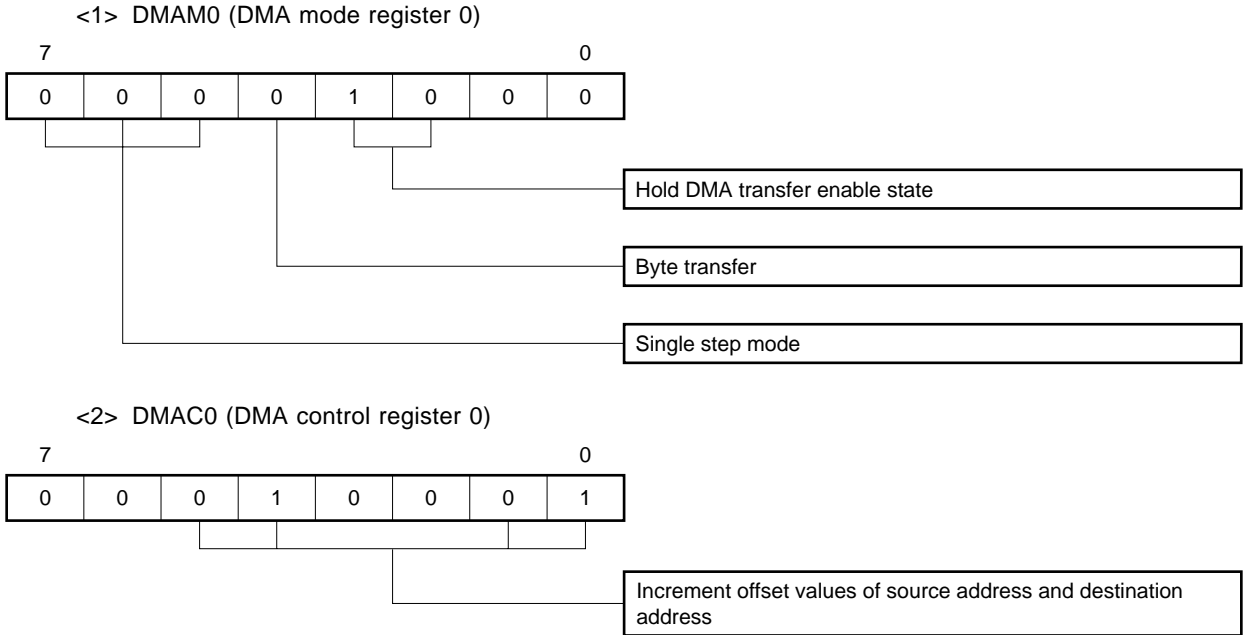 <1> DMAM0 (DMA mode register 0)
7 0
0 0 0 0 1 0 0 0
Hold DMA transfer enable state
Byte transfer
Single step mode
<2> DMAC0 (DMA control register 0)
7 0
0 0 0 1 0 0 0 1
Increment offset values of source address and destination
address